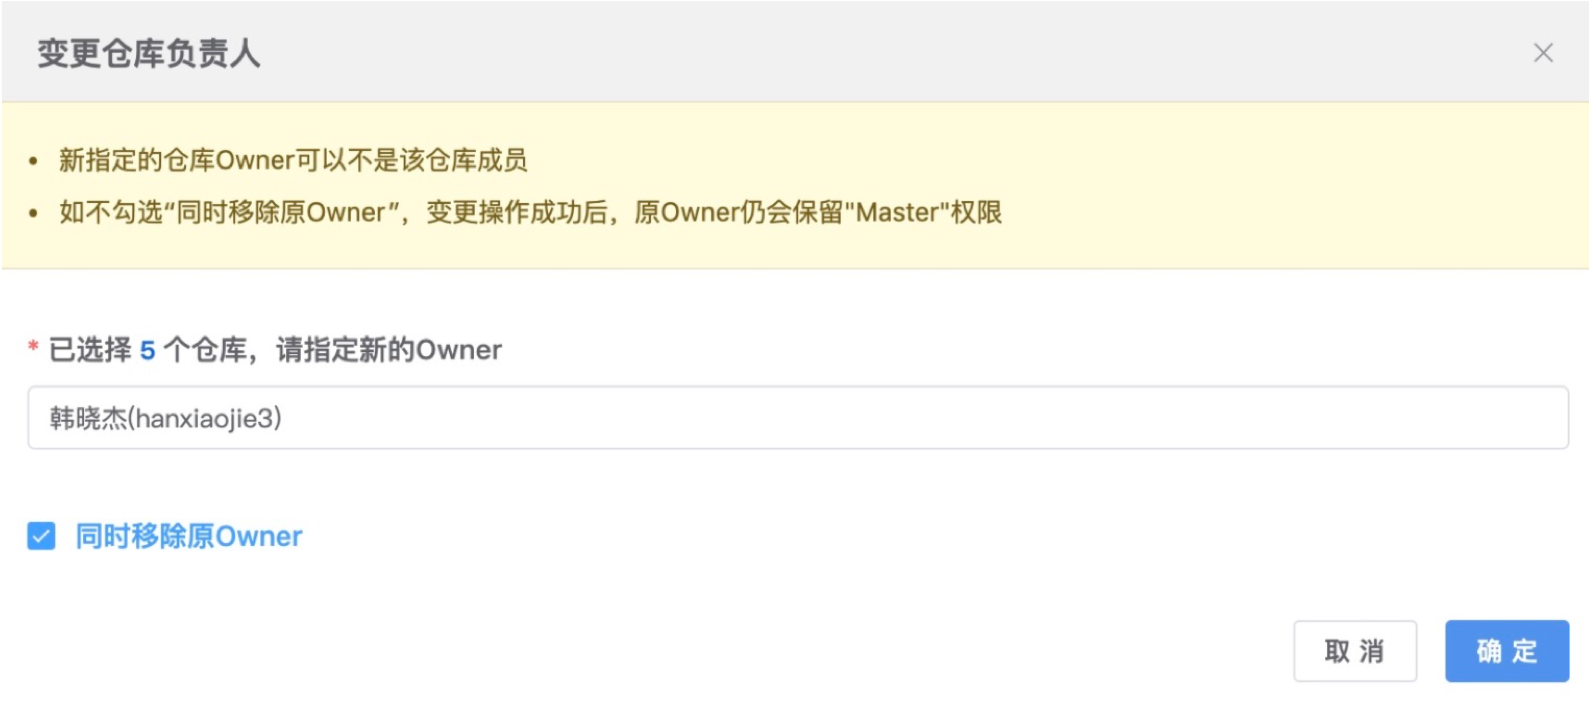 变更仓库负责人
• 新指定的仓库Owner可以不是该仓库成员
• 如不勾选“同时移除原Owner”，变更操作成功后，原Owner仍会保留"Master"权限
* 已选择 5 个仓库，请指定新的Owner
韩晓杰(hanxiaojie3)
同时移除原Owner
取 消
确 定